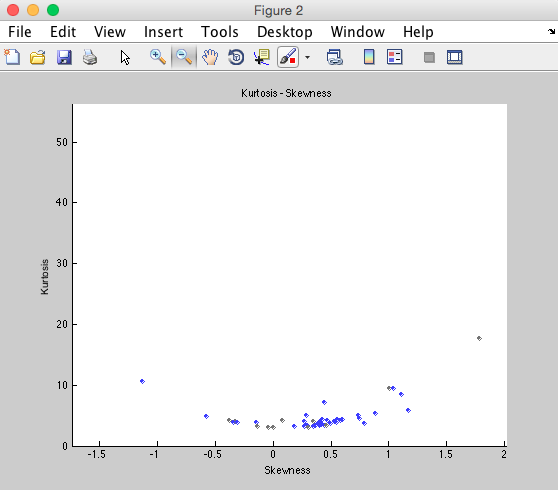 Figure 2
File Edit View Insert Tools Desktop Window Help
Kurtosis - Skewness
50
40
30
20
10
0
Kurtosis
-1.5 -1 -0.5 0 0.5 1 1.5 2
Skewness